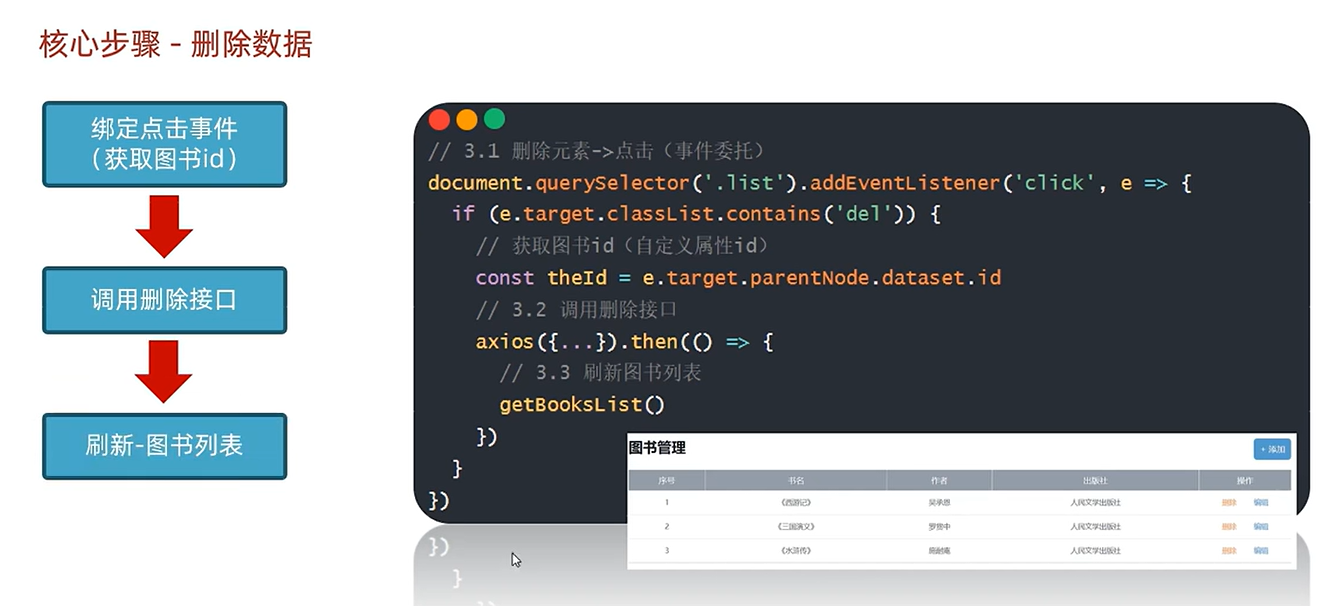 核心步骤 - 删除数据
绑定点击事件
（获取图书id）
调用删除接口
刷新-图书列表
// 3.1 删除元素->点击（事件委托）
document.querySelector('.list').addEventListener('click', e => {
if (e.target.classList.contains('del')) {
// 获取图书id（自定义属性id）
const theId = e.target.parentNode.dataset.id
// 3.2 调用删除接口
axios({...}).then(() => {
// 3.3 刷新图书列表
getBooksList()
})
}
})
图书管理
+ 添加
序号 书名 作者 出版社 操作
1 《西游记》 吴承恩 人民文学出版社 删除 编辑
2 《三国演义》 罗贯中 人民文学出版社 删除 编辑
3 《水浒传》 施耐庵 人民文学出版社 删除 编辑
})
}